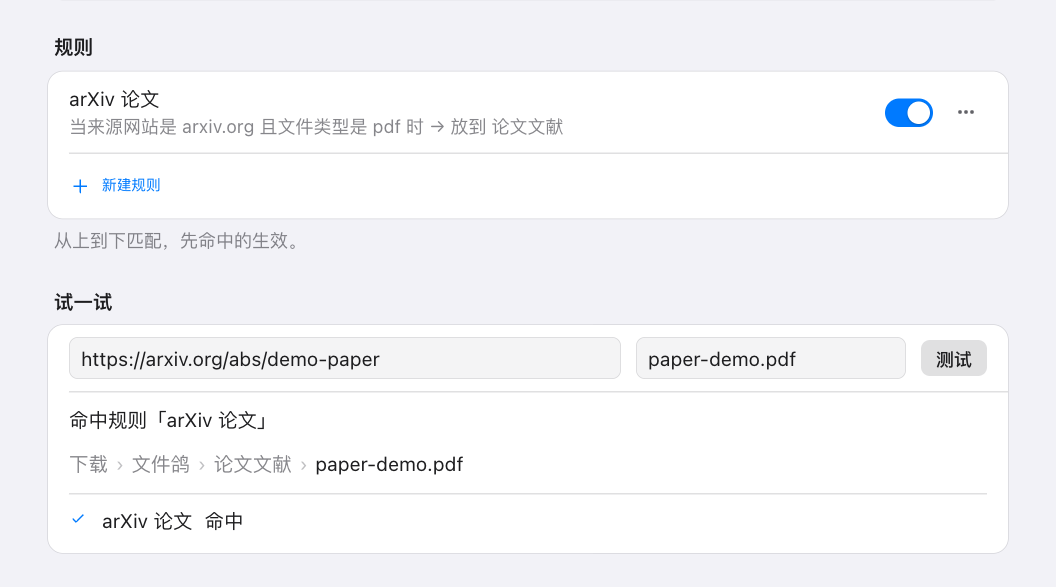 规则
arXiv 论文
当来源网站是 arxiv.org 且文件类型是 pdf 时 → 放到 论文文献
+ 新建规则
从上到下匹配，先命中的生效。
试一试
https://arxiv.org/abs/demo-paper paper-demo.pdf 测试
命中规则「arXiv 论文」
下载 › 文件鸽 › 论文文献 › paper-demo.pdf
✓ arXiv 论文 命中